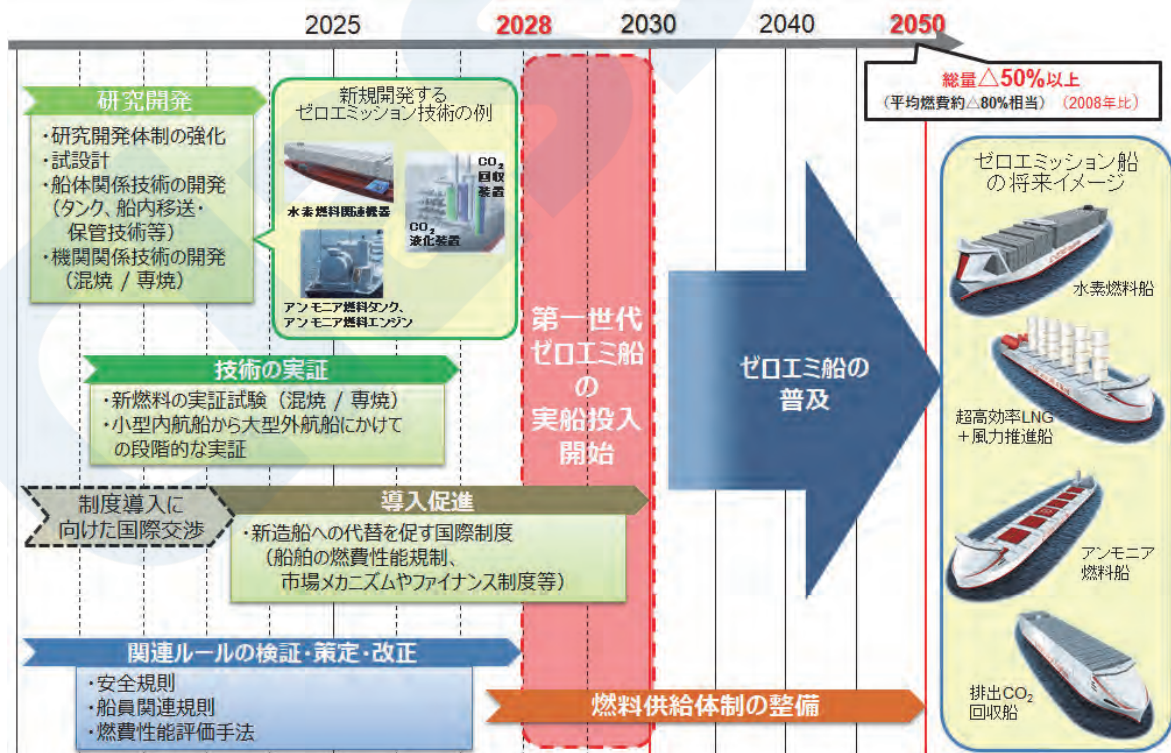 2025
2028
2030
2040
2050
総量△50%以上
(平均燃費約△80%相当) (2008年比)
研究開発
・研究開発体制の強化
・試設計
・船体関係技術の開発
(タンク、船内移送・
保管技術等)
・機関関係技術の開発
(混焼 / 専焼)
新規開発する
ゼロエミッション技術の例
水素燃料関連機器
CO₂
回収
装置
CO₂
液化装置
アンモニア燃料タンク、
アンモニア燃料エンジン
技術の実証
・新燃料の実証試験(混焼 / 専焼)
・小型内航船から大型外航船にかけて
の段階的な実証
制度導入に
向けた国際交渉
導入促進
・新造船への代替を促す国際制度
(船舶の燃費性能規制、
市場メカニズムやファイナンス制度等)
関連ルールの検証・策定・改正
・安全規則
・船員関連規則
・燃費性能評価手法
第一世代
ゼロエミ船
の
実船投入
開始
ゼロエミ船の
普及
燃料供給体制の整備
ゼロエミッション船
の将来イメージ
水素燃料船
超高効率LNG
+風力推進船
アンモニア
燃料船
排出CO₂
回収船